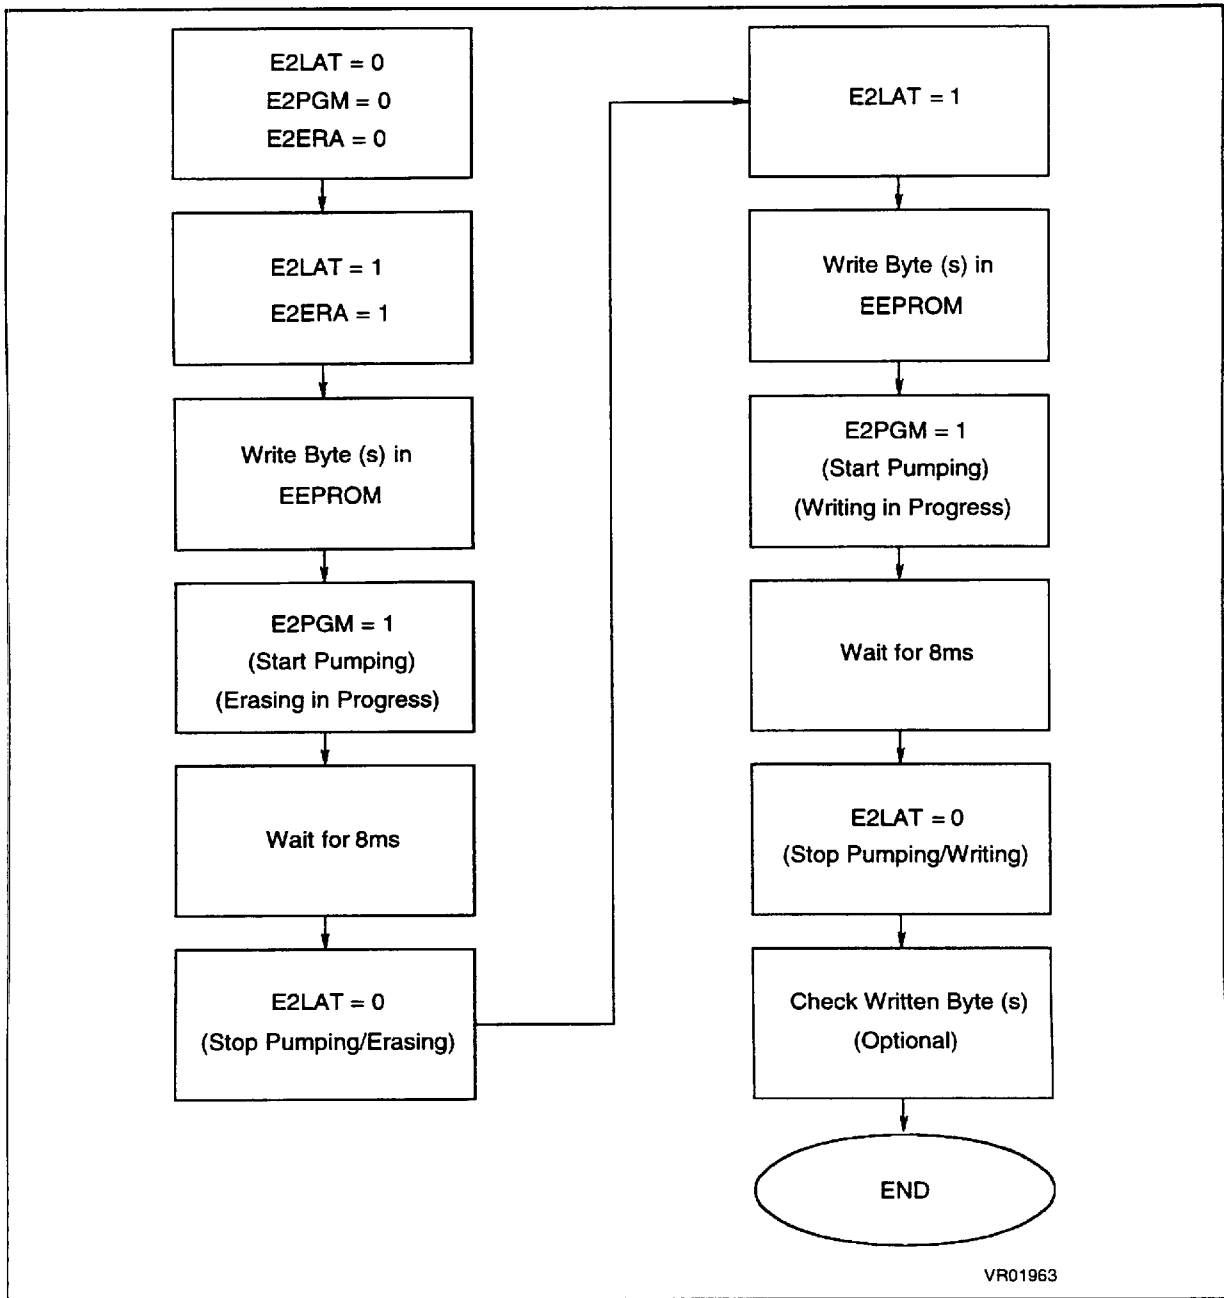 E2LAT = 0
E2PGM = 0
E2ERA = 0
E2LAT = 1
E2ERA = 1
Write Byte (s) in
EEPROM
E2PGM = 1
(Start Pumping)
(Erasing in Progress)
Wait for 8ms
E2LAT = 0
(Stop Pumping/Erasing)
E2LAT = 1
Write Byte (s) in
EEPROM
E2PGM = 1
(Start Pumping)
(Writing in Progress)
Wait for 8ms
E2LAT = 0
(Stop Pumping/Writing)
Check Written Byte (s)
(Optional)
END
VR01963